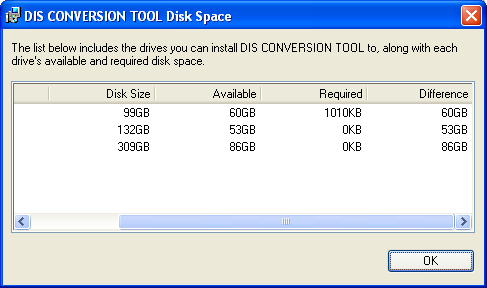 DIS CONVERSION TOOL Disk Space
The list below includes the drives you can install DIS CONVERSION TOOL to, along with each
drive's available and required disk space.
Disk Size Available Required Difference
99GB 60GB 1010KB 60GB
132GB 53GB 0KB 53GB
309GB 86GB 0KB 86GB
OK